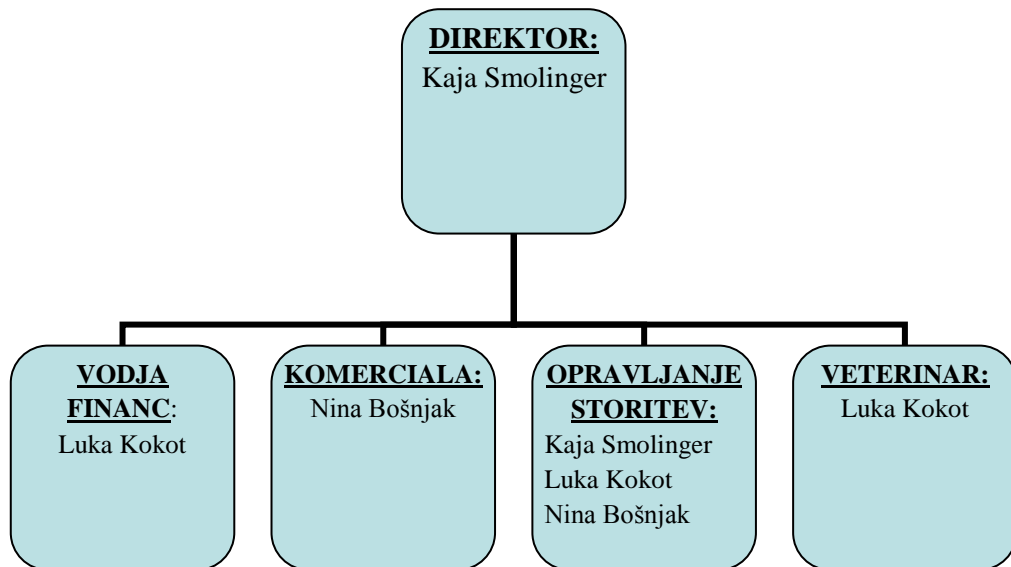 DIREKTOR:
Kaja Smolinger
VODJA
FINANC:
Luka Kokot
KOMERCIALA:
Nina Bošnjak
OPRAVLJANJE
STORITEV:
Kaja Smolinger
Luka Kokot
Nina Bošnjak
VETERINAR:
Luka Kokot